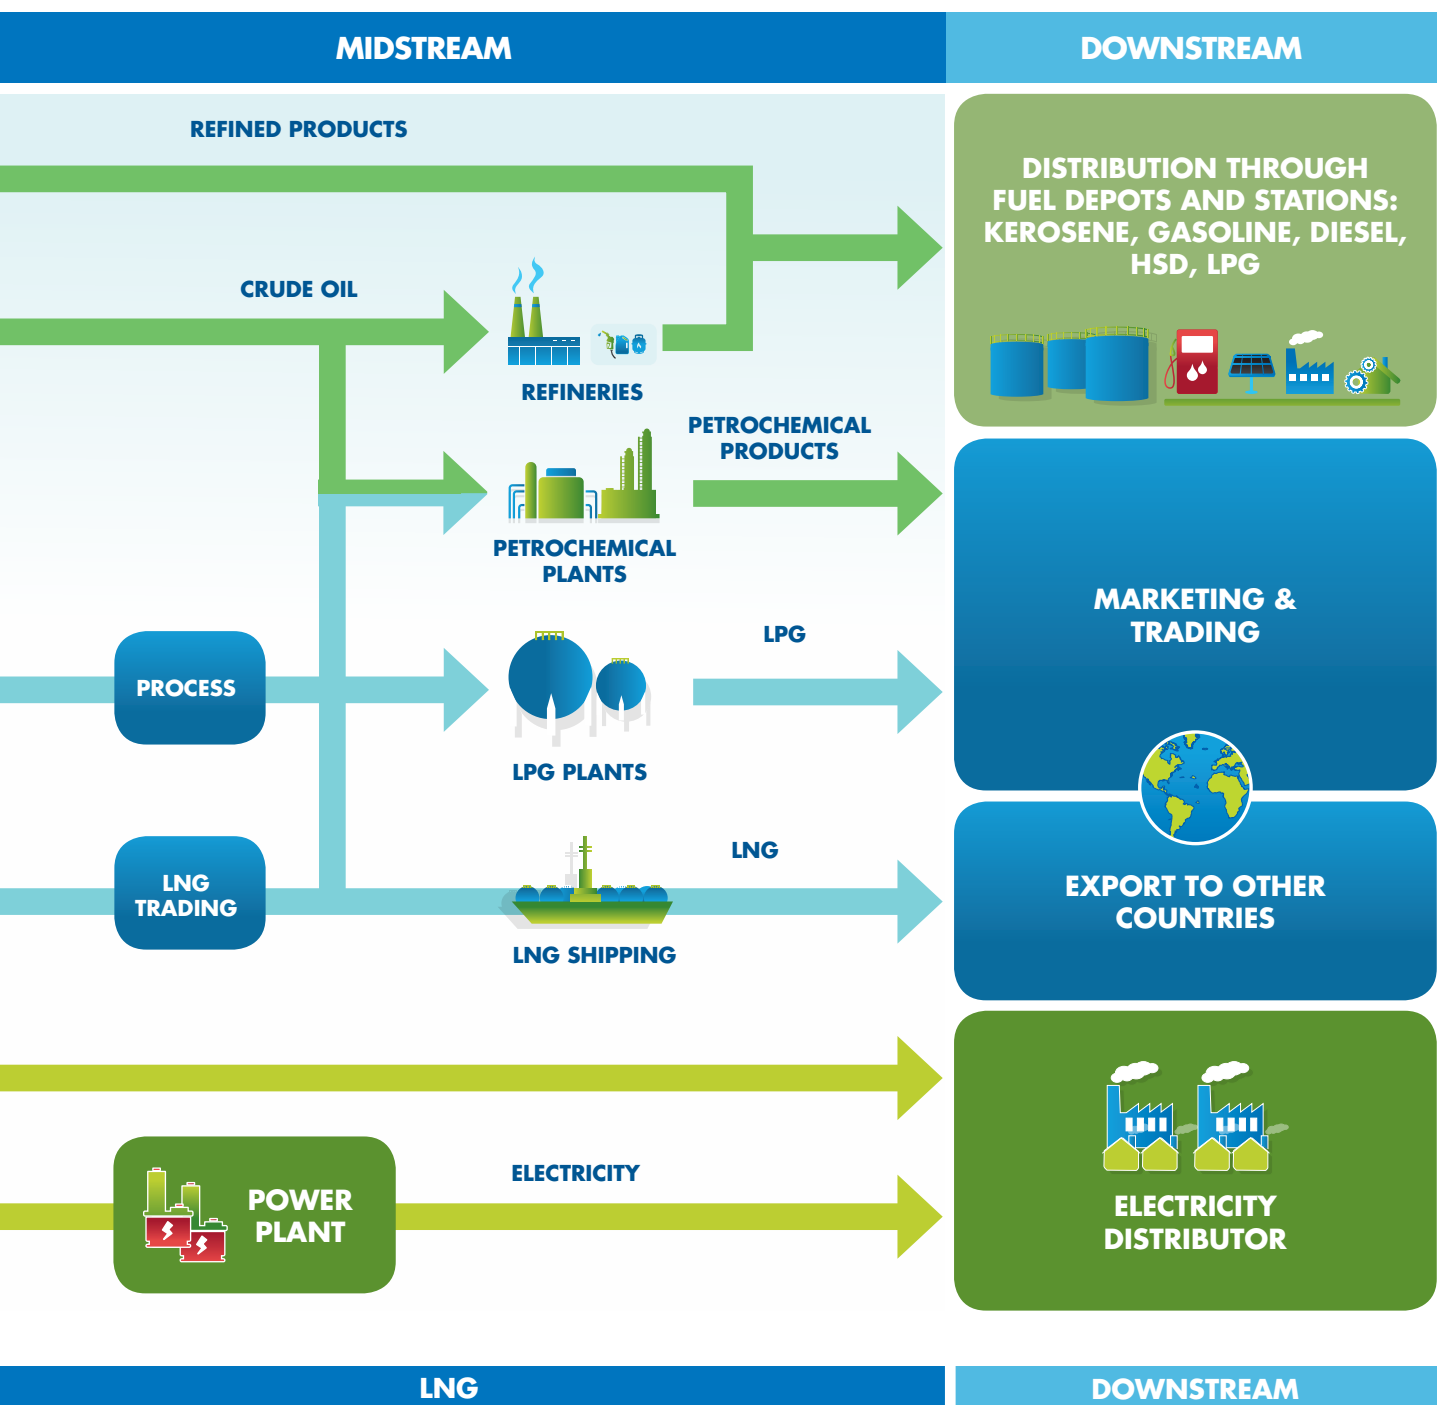 MIDSTREAM
DOWNSTREAM
REFINED PRODUCTS
DISTRIBUTION THROUGH
FUEL DEPOTS AND STATIONS:
KEROSENE, GASOLINE, DIESEL,
HSD, LPG
CRUDE OIL
REFINERIES
PETROCHEMICAL
PRODUCTS
PETROCHEMICAL
PLANTS
MARKETING &
TRADING
LPG
PROCESS
LPG PLANTS
LNG
LNG
TRADING
EXPORT TO OTHER
COUNTRIES
LNG SHIPPING
ELECTRICITY
POWER
PLANT
ELECTRICITY
DISTRIBUTOR
LNG
DOWNSTREAM